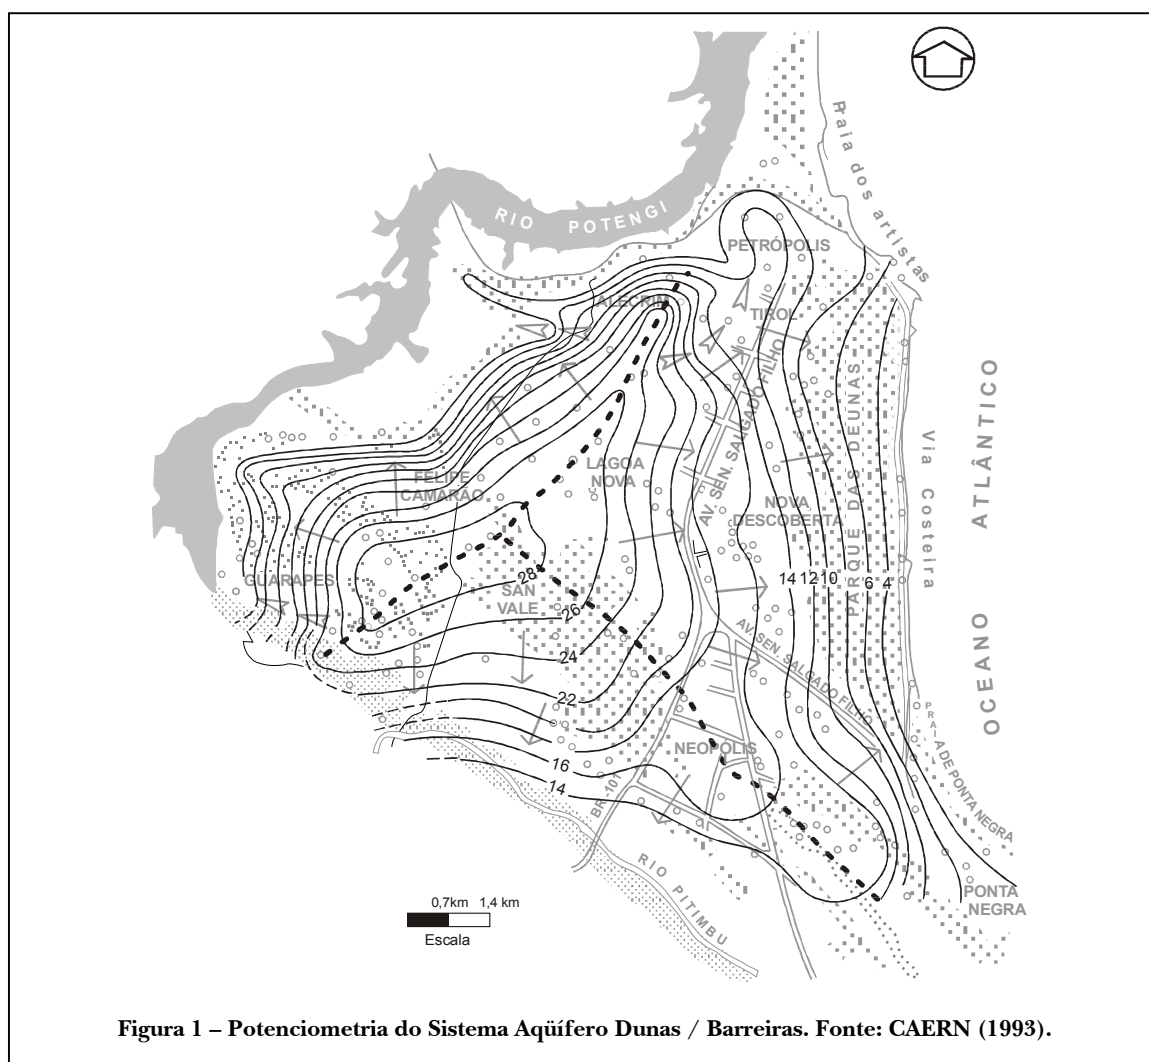 Praia dos artistas
RIO POTENGI
PETRÓPOLIS
ALECRIM
TIROL
AV. SEN. SALGADO FILHO
PARQUE DAS DEUNAS
Via Costeira
OCEANO ATLÂNTICO
LAGOA
NOVA
FELIPE
CAMARÃO
NOVA
DESCOBERTA
GUARAPES
SAN
VALE
28
26
24
22
16
14
14
12
10
6
4
AV. SEN. SALGADO FILHO
NEOPOLIS
BR-101
PRAIA DE PONTA NEGRA
RIO PITIMBU
PONTA
NEGRA
0,7km 1,4 km
Escala
Figura 1 – Potenciometria do Sistema Aqüífero Dunas / Barreiras. Fonte: CAERN (1993).